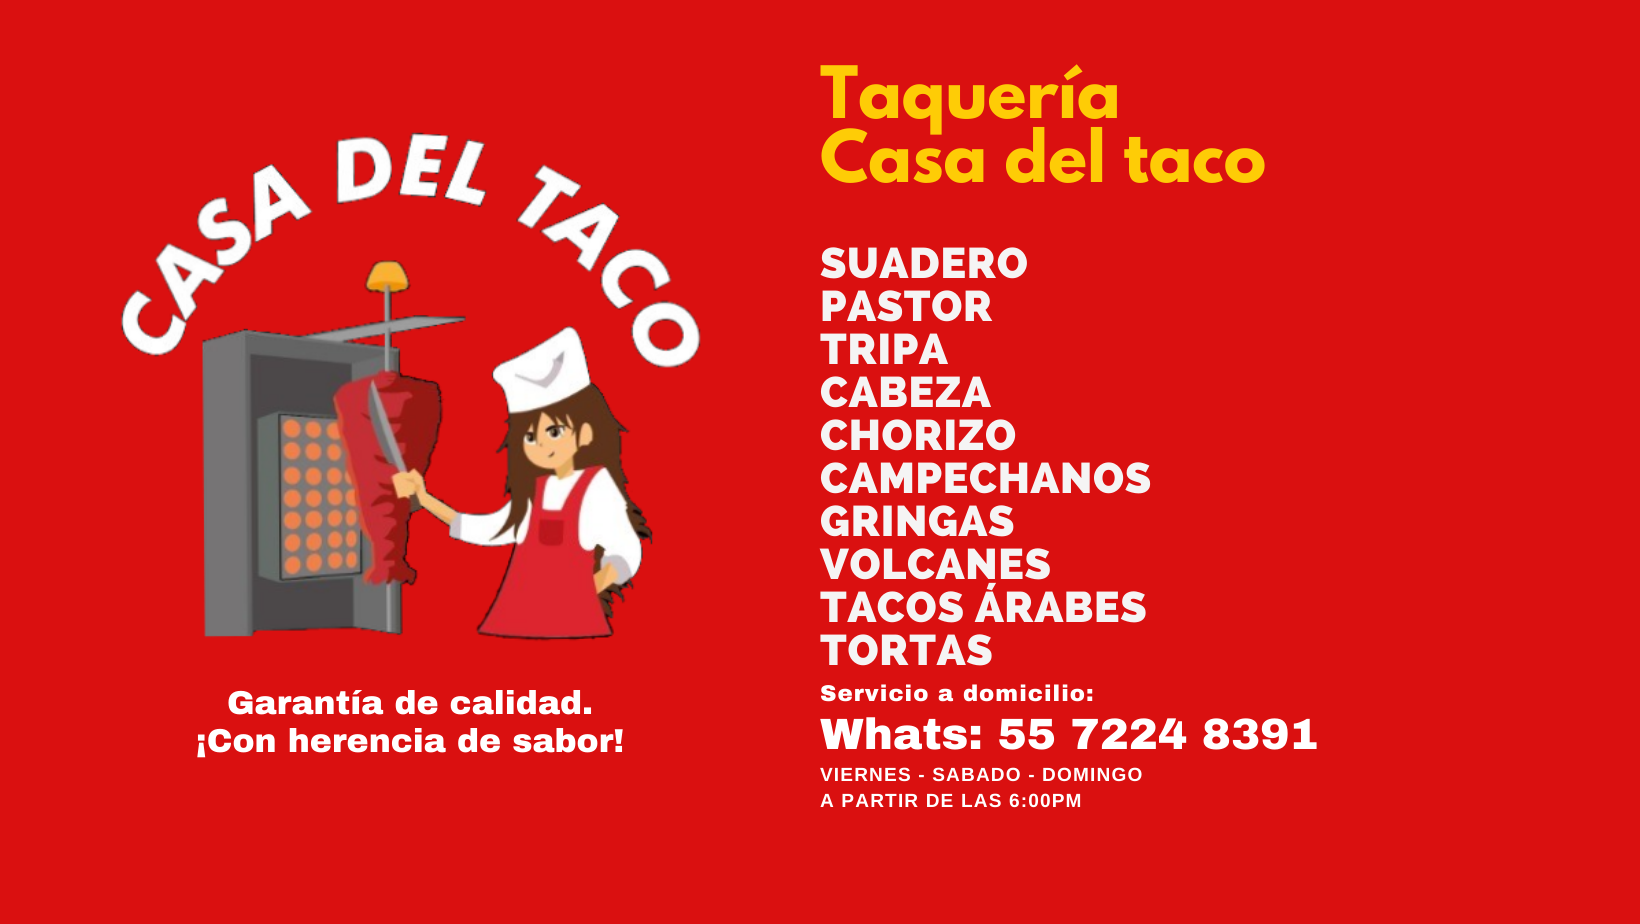 CASA DEL TACO
Garantía de calidad.
¡Con herencia de sabor!
Taquería
Casa del taco
SUADERO
PASTOR
TRIPA
CABEZA
CHORIZO
CAMPECHANOS
GRINGAS
VOLCANES
TACOS ÁRABES
TORTAS
Servicio a domicilio:
Whats: 55 7224 8391
VIERNES - SABADO - DOMINGO
A PARTIR DE LAS 6:00PM